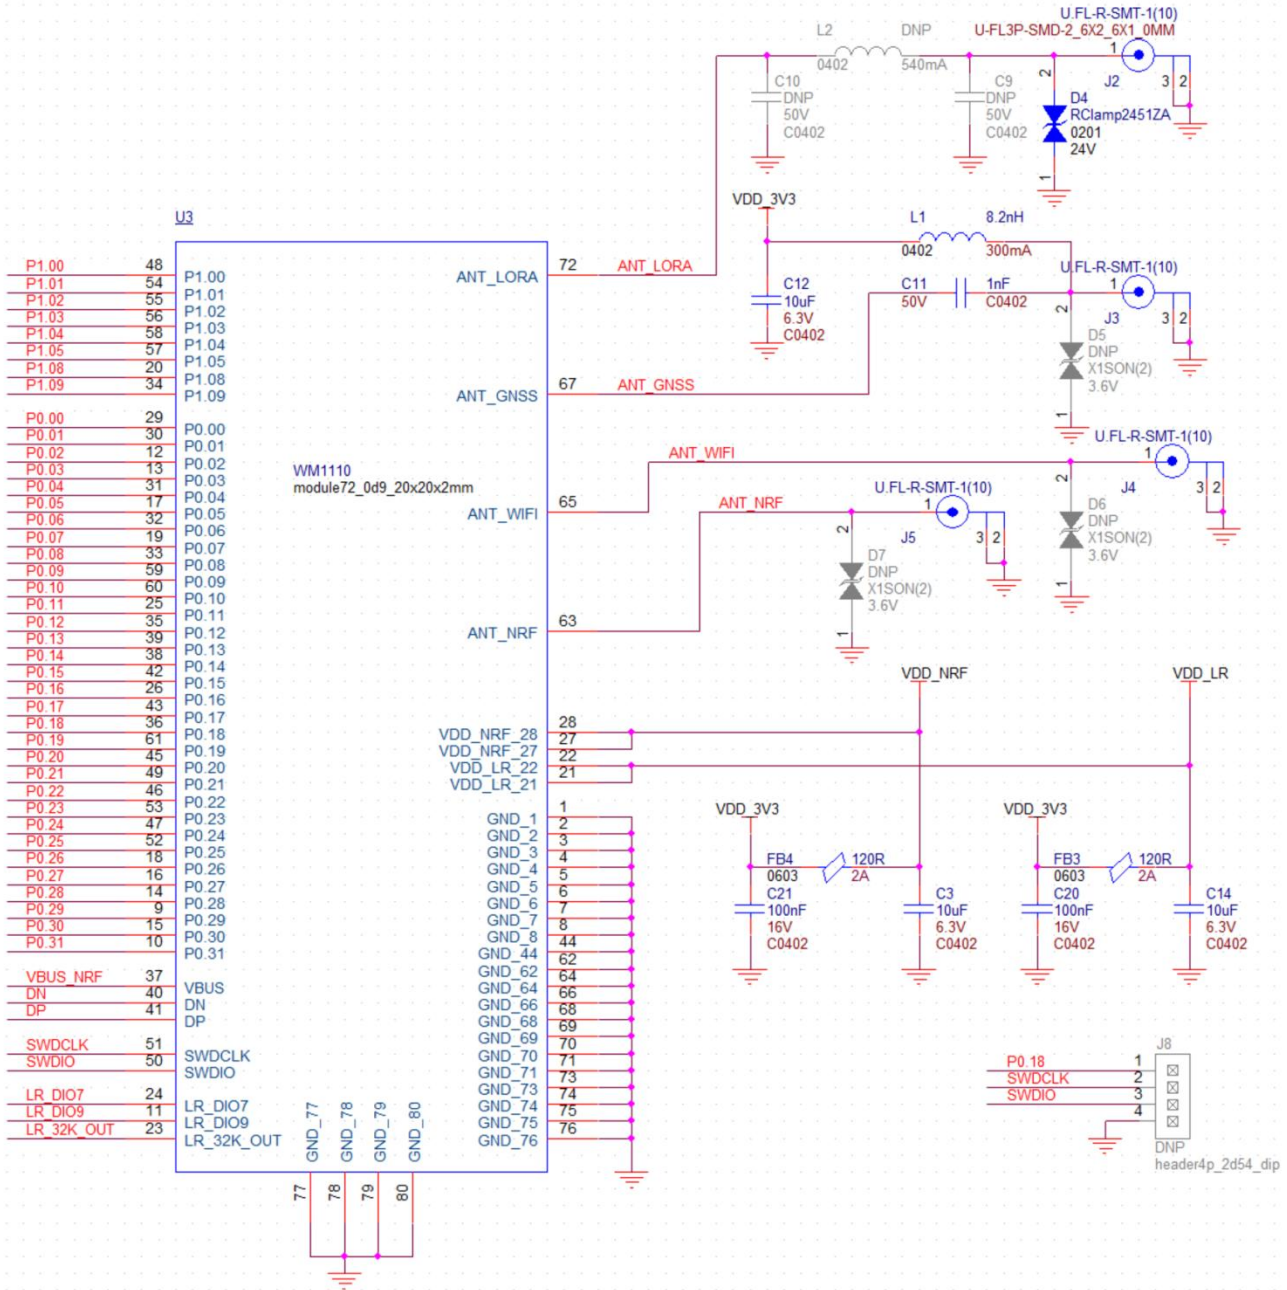 U.FL-R-SMT-1(10)
U-FL3P-SMD-2_6X2_6X1_0MM
L2 DNP
0402 540mA
1
J2
3 2
C10
DNP
50V
C0402
C9
DNP
50V
C0402
2
D4
RClamp2451ZA
0201
24V
1
VDD_3V3
L1 8.2nH
0402 300mA
C12
10uF
6.3V
C0402
C11 1nF
50V C0402
U.FL-R-SMT-1(10)
1
J3
3 2
2
D5
DNP
X1SON(2)
3.6V
1
U3
WM1110
module72_0d9_20x20x2mm
P1.00 48 P1.00
P1.01 54 P1.01
P1.02 55 P1.02
P1.03 56 P1.03
P1.04 58 P1.04
P1.05 57 P1.05
P1.08 20 P1.08
P1.09 34 P1.09
P0.00 29 P0.00
P0.01 30 P0.01
P0.02 12 P0.02
P0.03 13 P0.03
P0.04 31 P0.04
P0.05 17 P0.05
P0.06 32 P0.06
P0.07 19 P0.07
P0.08 33 P0.08
P0.09 59 P0.09
P0.10 60 P0.10
P0.11 25 P0.11
P0.12 35 P0.12
P0.13 39 P0.13
P0.14 38 P0.14
P0.15 42 P0.15
P0.16 26 P0.16
P0.17 43 P0.17
P0.18 36 P0.18
P0.19 61 P0.19
P0.20 45 P0.20
P0.21 49 P0.21
P0.22 46 P0.22
P0.23 53 P0.23
P0.24 47 P0.24
P0.25 52 P0.25
P0.26 18 P0.26
P0.27 16 P0.27
P0.28 14 P0.28
P0.29 9 P0.29
P0.30 15 P0.30
P0.31 10 P0.31
VBUS_NRF 37 VBUS
DN 40 DN
DP 41 DP
SWDCLK 51 SWDCLK
SWDIO 50 SWDIO
LR_DIO7 24 LR_DIO7
LR_DIO9 11 LR_DIO9
LR_32K_OUT 23 LR_32K_OUT
ANT_LORA 72 ANT_LORA
ANT_GNSS 67 ANT_GNSS
ANT_WIFI 65 ANT_WIFI
ANT_NRF 63 ANT_NRF
VDD_NRF_28 28
VDD_NRF_27 27
VDD_LR_22 22
VDD_LR_21 21
GND_1 1
GND_2 2
GND_3 3
GND_4 4
GND_5 5
GND_6 6
GND_7 7
GND_8 8
GND_44 44
GND_62 62
GND_64 64
GND_66 66
GND_68 68
GND_69 69
GND_70 70
GND_71 71
GND_73 73
GND_74 74
GND_75 75
GND_76 76
GND_77 GND_78 GND_79 GND_80
77 78 79 80
U.FL-R-SMT-1(10)
1
J4
3 2
2
D6
DNP
X1SON(2)
3.6V
1
U.FL-R-SMT-1(10)
1
J5
3 2
2
D7
DNP
X1SON(2)
3.6V
1
VDD_NRF
VDD_LR
VDD_3V3
FB4 120R
0603 2A
C21
100nF
16V
C0402
C3
10uF
6.3V
C0402
VDD_3V3
FB3 120R
0603 2A
C20
100nF
16V
C0402
C14
10uF
6.3V
C0402
J8
P0.18 1
SWDCLK 2
SWDIO 3
4
DNP
header4p_2d54_dip